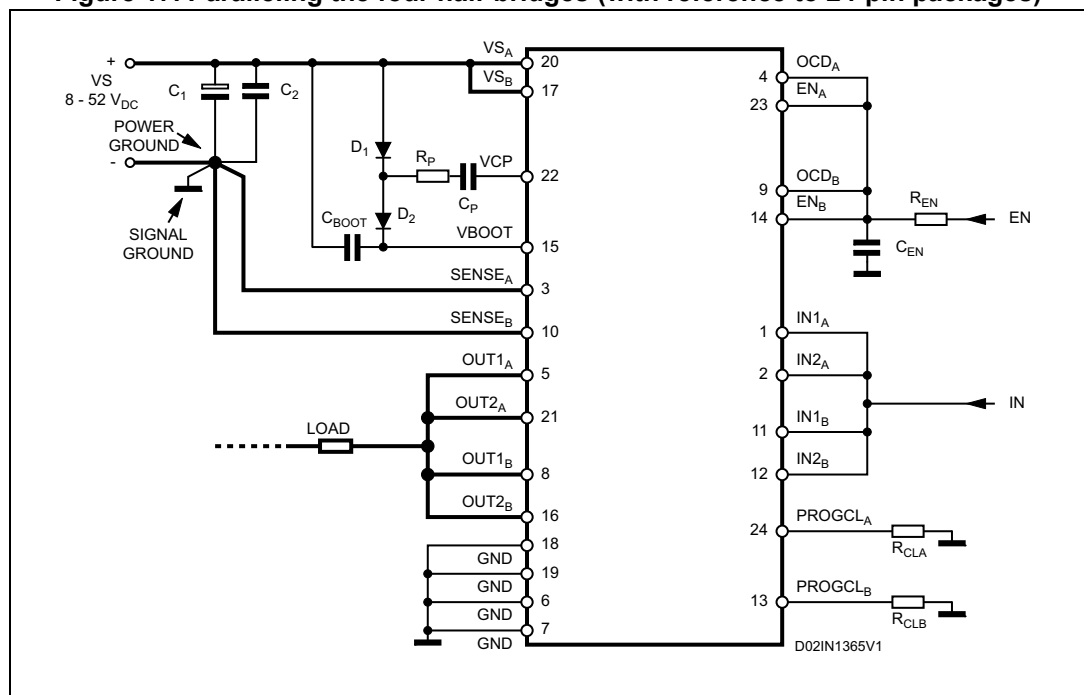 Figure Paralleling the four half-bridges (with reference to 24-pin packages)
+
VS
8 - 52 VDC
C1
C2
POWER
GROUND
-
SIGNAL
GROUND
D1
RP
VCP
CP
D2
CBOOT
VBOOT
VSA
20
VSB
17
22
15
SENSEA
3
SENSEB
10
OUT1A
5
OUT2A
21
LOAD
OUT1B
8
OUT2B
16
18
GND
19
GND
6
GND
7
GND
4
OCDA
ENA
23
9
OCDB
ENB
14
REN
EN
CEN
1
IN1A
2
IN2A
IN
11
IN1B
12
IN2B
24
PROGCLA
RCLA
13
PROGCLB
RCLB
D02IN1365V1